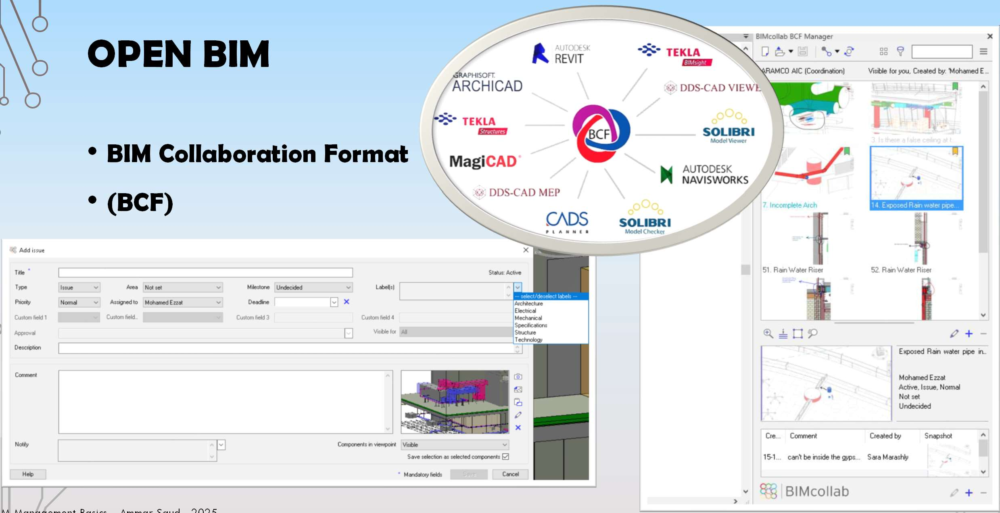 OPEN BIM
• BIM Collaboration Format
• (BCF)
AUTODESK
REVIT
TEKLA
BIMsight
GRAPHISOFT.
ARCHICAD
DDS-CAD VIEWE
TEKLA
Structures
BCF
SOLIBRI
Model Viewer
MagiCAD
AUTODESK
NAVISWORKS
DDS-CAD MEP
CADS
PLANNER
SOLIBRI
Model Checker
BIMcollab BCF Manager
ARAMCO AIC (Coordination)
Visible for you, Created by: 'Mohamed E...
3. Is there a false ceiling at t...
7. Incomplete Arch
14. Exposed Rain water pipe...
51. Rain Water Riser
52. Rain Water Riser
Exposed Rain water pipe in..
Mohamed Ezzat
Active, Issue, Normal
Not set
Undecided
Cre... Comment Created by Snapshot
15-1... can't be inside the gyps... Sara Marashly
BIMcollab
Add issue
Title *
Status: Active
Type Issue Area Not set Milestone Undecided Label(s)
--- select/deselect labels ---
Architecture
Electrical
Mechanical
Specifications
Structure
Technology
Priority Normal Assigned to Mohamed Ezzat Deadline
Custom field 1 Custom field... Custom field 3 Custom field 4
Approval Visible for All
Description
Comment
Notify Components in viewpoint Visible
Save selection as selected components
Help * Mandatory fields Save Cancel
M Management Basics - Ammar Saud - 2025